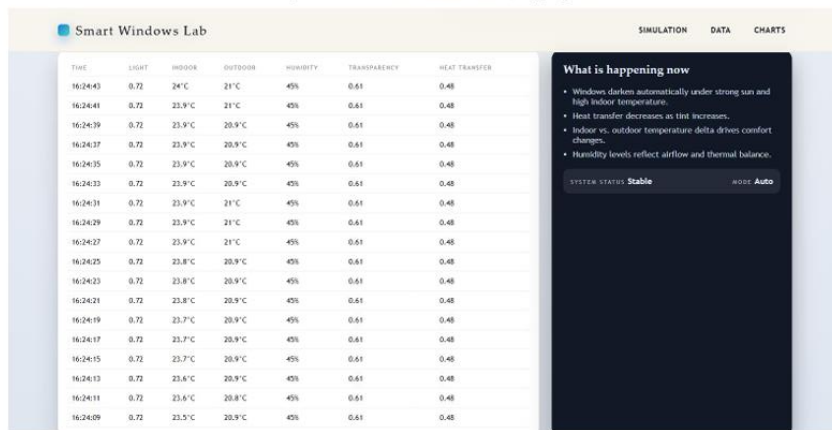 Smart Windows Lab
SIMULATION DATA CHARTS
TIME LIGHT INDOOR OUTDOOR HUMIDITY TRANSPARENCY HEAT TRANSFER
16:24:43 0.72 24°C 21°C 45% 0.61 0.48
16:24:41 0.72 23.9°C 21°C 45% 0.61 0.48
16:24:39 0.72 23.9°C 20.9°C 45% 0.61 0.48
16:24:37 0.72 23.9°C 20.9°C 45% 0.61 0.48
16:24:35 0.72 23.9°C 20.9°C 45% 0.61 0.48
16:24:33 0.72 23.9°C 20.9°C 45% 0.61 0.48
16:24:31 0.72 23.9°C 21°C 45% 0.61 0.48
16:24:29 0.72 23.9°C 21°C 45% 0.61 0.48
16:24:27 0.72 23.9°C 21°C 45% 0.61 0.48
16:24:25 0.72 23.8°C 20.9°C 45% 0.61 0.48
16:24:23 0.72 23.8°C 20.9°C 45% 0.61 0.48
16:24:21 0.72 23.8°C 20.9°C 45% 0.61 0.48
16:24:19 0.72 23.7°C 20.9°C 45% 0.61 0.48
16:24:17 0.72 23.7°C 20.9°C 45% 0.61 0.48
16:24:15 0.72 23.7°C 20.9°C 45% 0.61 0.48
16:24:13 0.72 23.6°C 20.9°C 45% 0.61 0.48
16:24:11 0.72 23.6°C 20.8°C 45% 0.61 0.48
16:24:09 0.72 23.5°C 20.9°C 45% 0.61 0.48
What is happening now
• Windows darken automatically under strong sun and
high indoor temperature.
• Heat transfer decreases as tint increases.
• Indoor vs. outdoor temperature delta drives comfort
changes.
• Humidity levels reflect airflow and thermal balance.
SYSTEM STATUS Stable MODE Auto